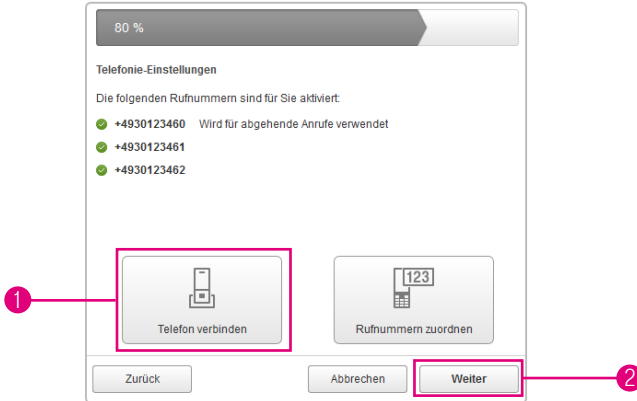 80 %
Telefonie-Einstellungen
Die folgenden Rufnummern sind für Sie aktiviert:
+4930123460 Wird für abgehende Anrufe verwendet
+4930123461
+4930123462
123
1
Telefon verbinden
Rufnummern zuordnen
Zurück
Abbrechen
Weiter
2